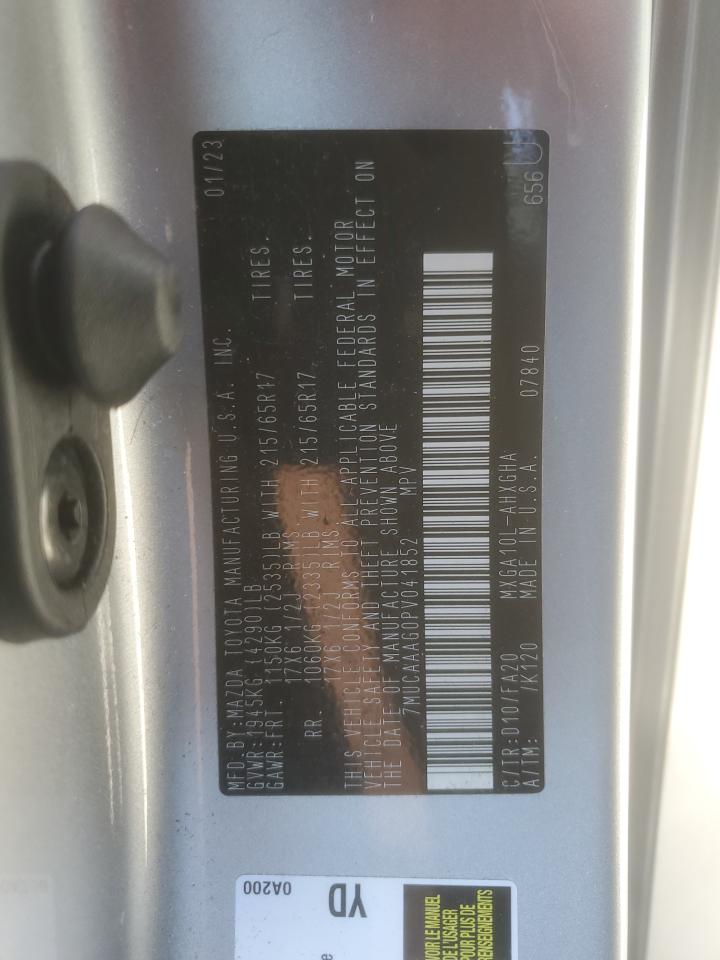 MFD.BY:MAZDA TOYOTA MANUFACTURING U.S.A. INC. 01/23
GVWR:1945KG (4290)LB
GAWR:FRT. 1150KG (2535)LB WITH 215/65R17 TIRES.
17X6 1/2J RIMS
RR. 1060KG (2335)LB WITH 215/65R17 TIRES.
17X6 1/2J RIMS
THIS VEHICLE CONFORMS TO ALL APPLICABLE FEDERAL MOTOR
VEHICLE SAFETY AND THEFT PREVENTION STANDARDS IN EFFECT ON
THE DATE OF MANUFACTURE SHOWN ABOVE
7MUCAAAG0PV041852 MPV
C/TR:D107/FA20 MXGA10L-AHXGHA 07840 656
A/TM: /K120 MADE IN U.S.A.
0A200
YD
VOIR LE MANUEL
DE L'USAGER
POUR PLUS DE
RENSEIGNEMENTS